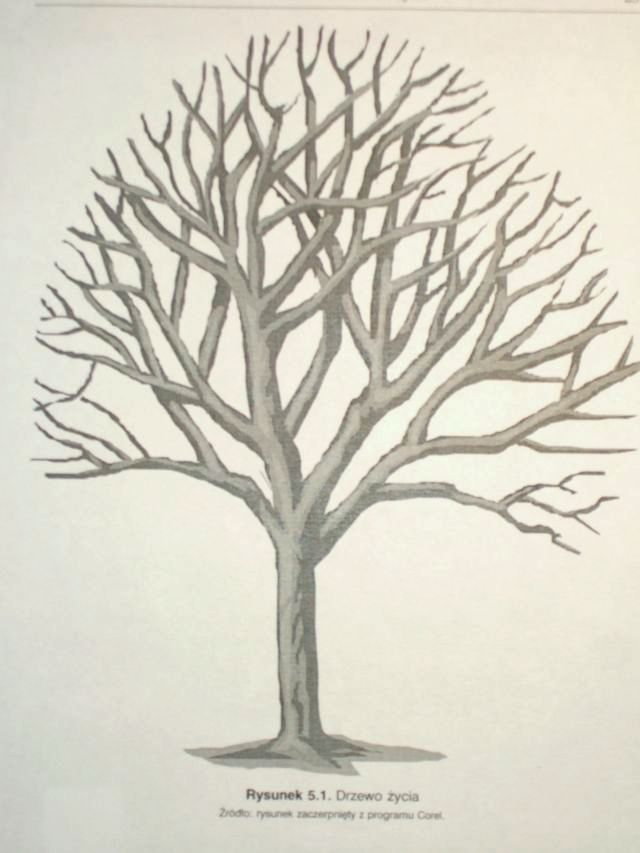 Rysunek 5.1. Drzewo życia
Źródło: rysunek zaczerpnięty z programu Corel.